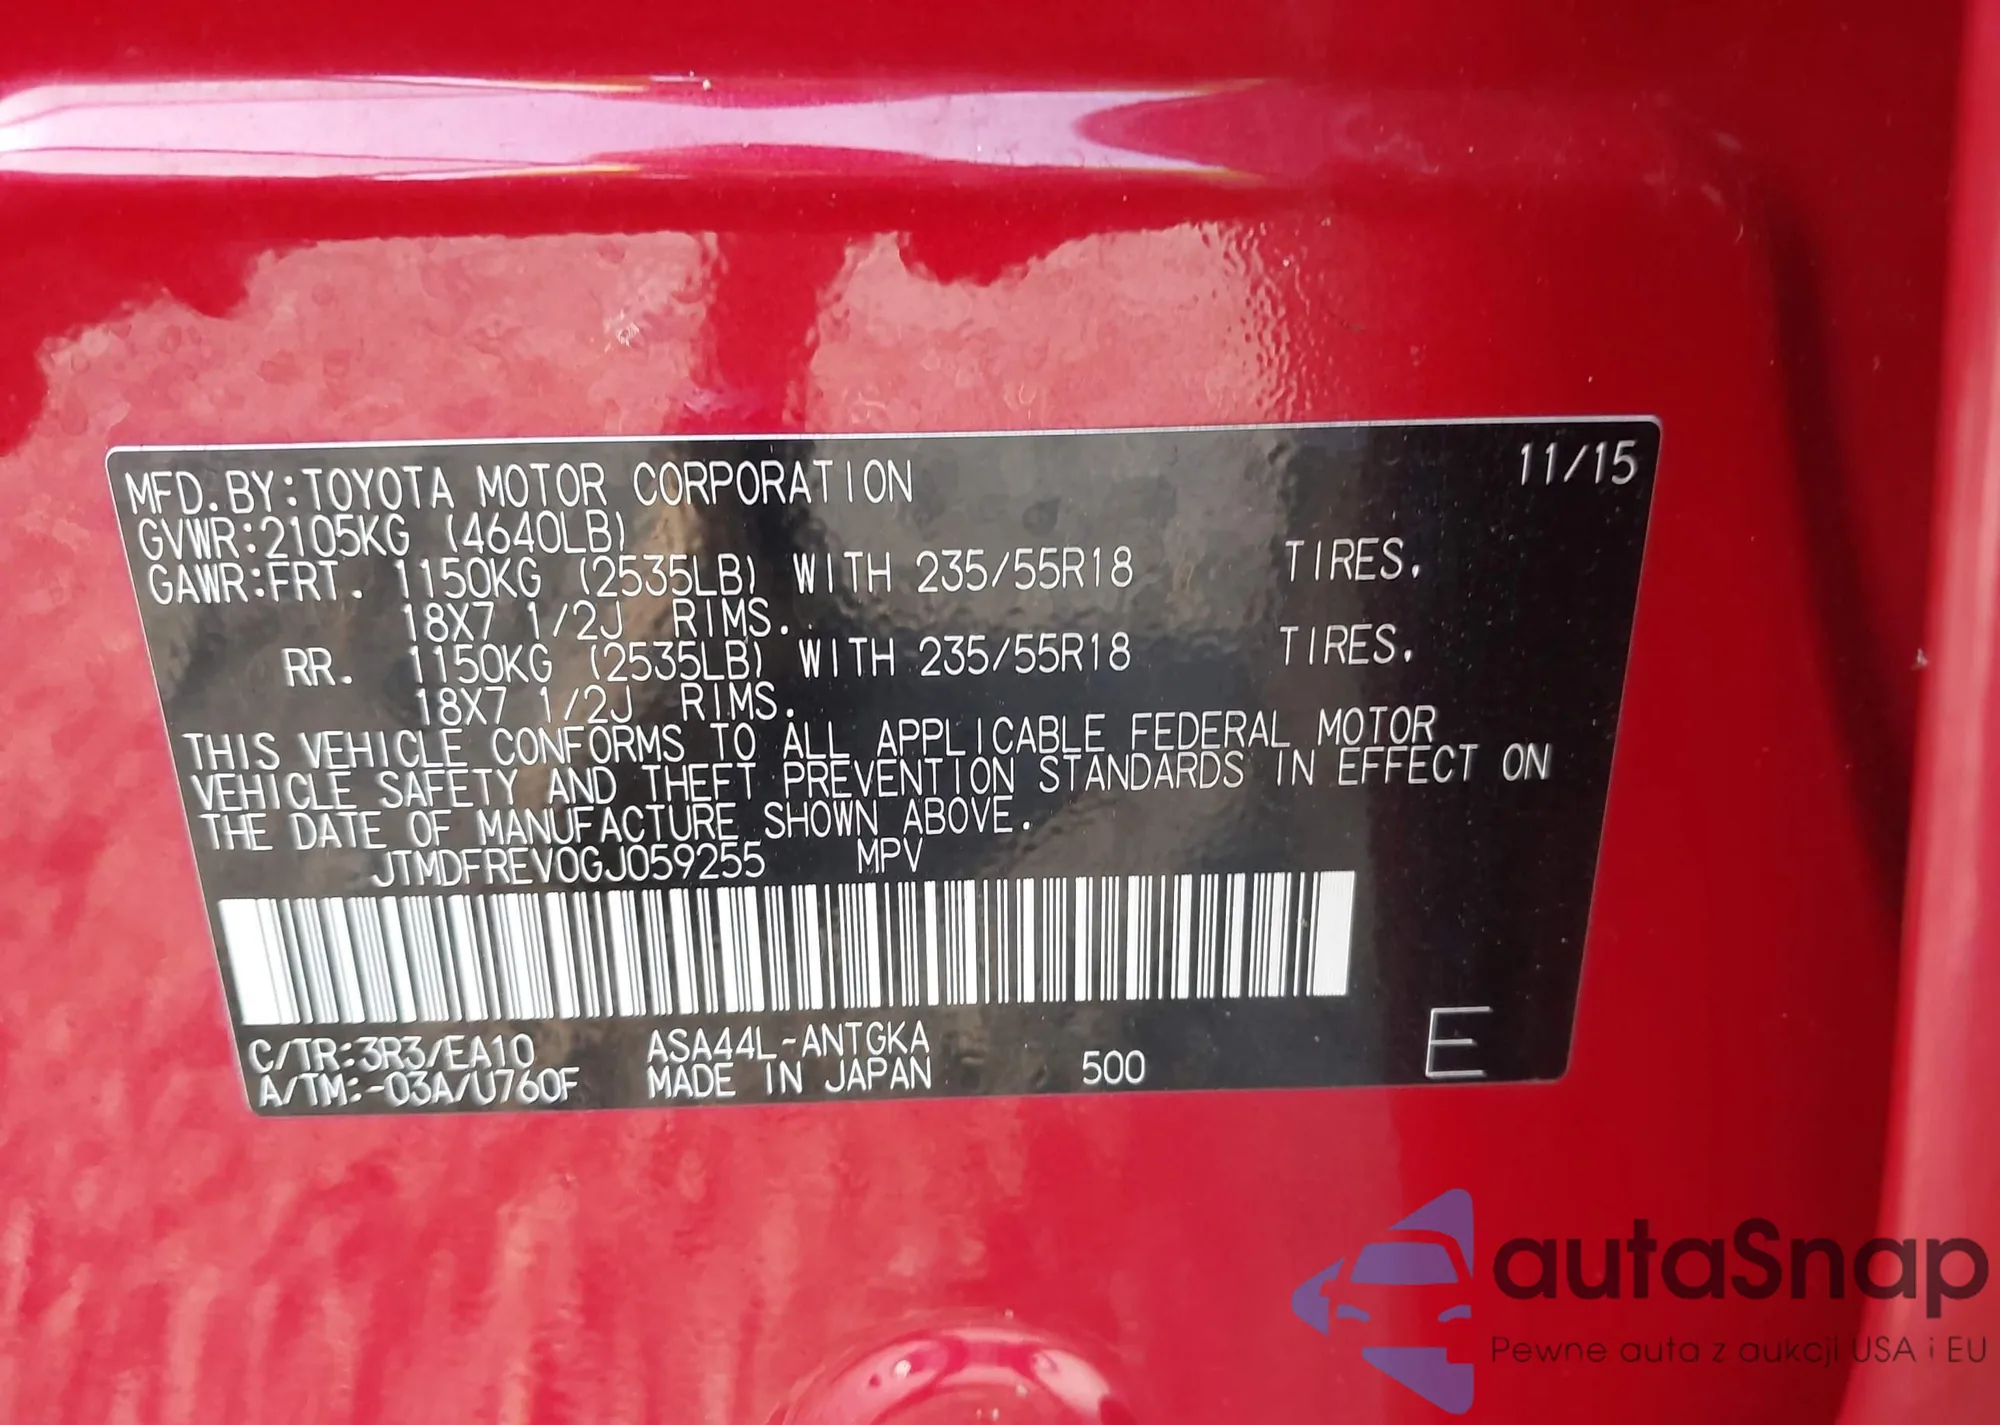 MFD.BY:TOYOTA MOTOR CORPORATION 11/15
GVWR:2105KG (4640LB)
GAWR:FRT. 1150KG (2535LB) WITH 235/55R18 TIRES,
18X7 1/2J RIMS.
RR. 1150KG (2535LB) WITH 235/55R18 TIRES,
18X7 1/2J RIMS.
THIS VEHICLE CONFORMS TO ALL APPLICABLE FEDERAL MOTOR
VEHICLE SAFETY AND THEFT PREVENTION STANDARDS IN EFFECT ON
THE DATE OF MANUFACTURE SHOWN ABOVE.
JTMDFREV0GJ059255 MPV
C/TR:3R3/EA10 ASA44L-ANTGKA
A/TM:-03A/U760F MADE IN JAPAN 500 E
autaSnap
Pewne auta z aukcji USA i EU